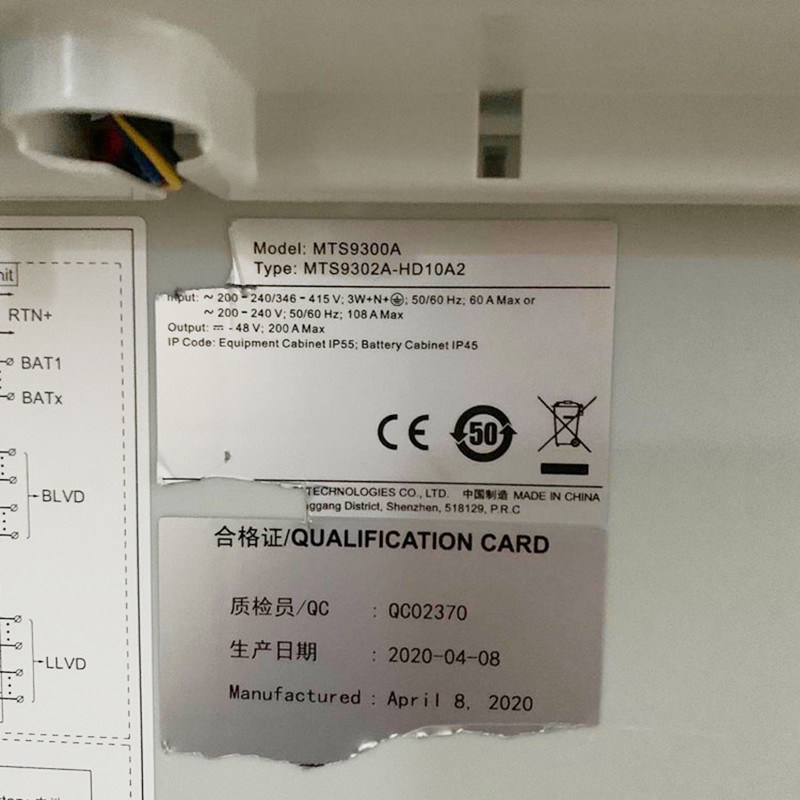 Model: MTS9300A
Type: MTS9302A-HD10A2
Input: ~ 200-240/346-415 V; 3W+N+⏚; 50/60 Hz; 60 A Max or
~ 200-240 V; 50/60 Hz; 108 A Max
Output: ⎓ -48 V; 200 A Max
IP Code: Equipment Cabinet IP55; Battery Cabinet IP45
CE 50
TECHNOLOGIES CO., LTD. 中国制造 MADE IN CHINA
District, Shenzhen, 518129, P.R.C
合格证/QUALIFICATION CARD
质检员/QC : QC02370
生产日期 : 2020-04-08
Manufactured : April 8, 2020
RTN+
BAT1
BATx
BLVD
LLVD